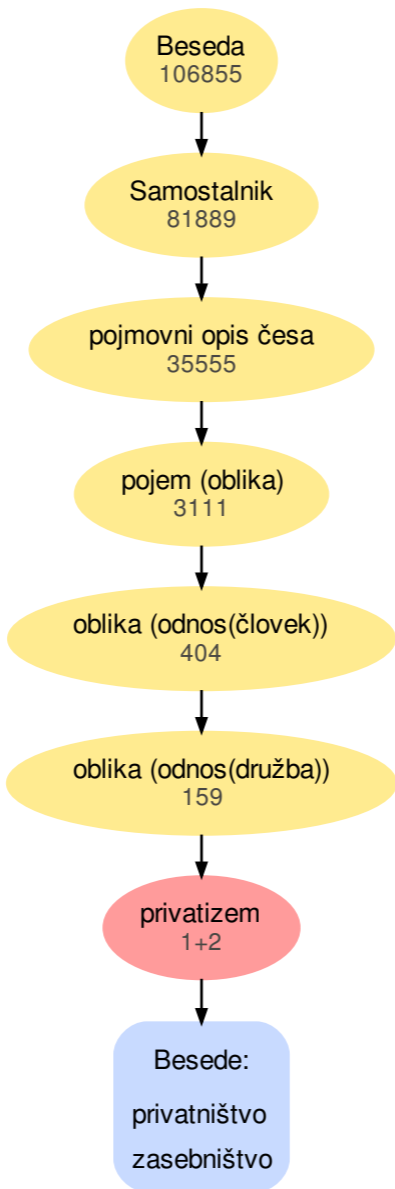 Beseda
106855
Samostalnik
81889
pojmovni opis česa
35555
pojem (oblika)
3111
oblika (odnos(človek))
404
oblika (odnos(družba))
159
privatizem
1+2
Besede:
privatništvo
zasebništvo